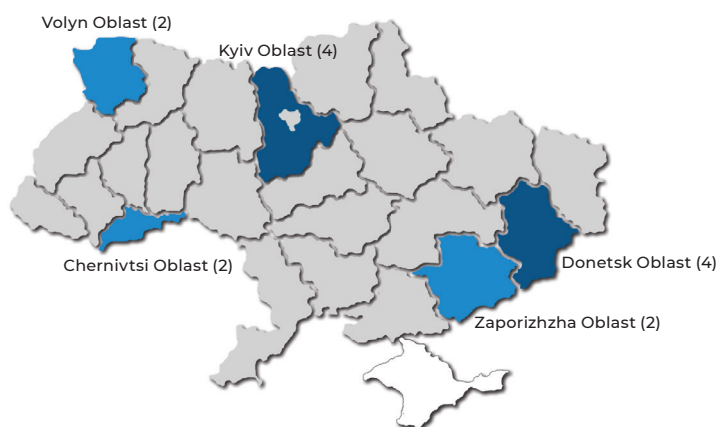 Volyn Oblast (2)
Kyiv Oblast (4)
Chernivtsi Oblast (2)
Donetsk Oblast (4)
Zaporizhzha Oblast (2)